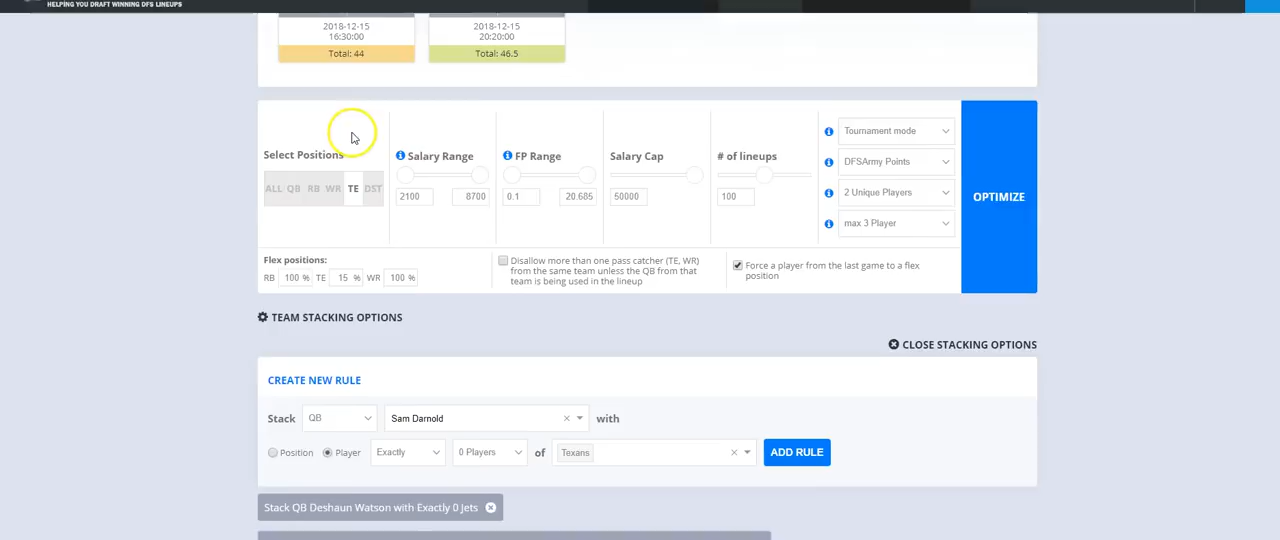 HELPING YOU DRAFT WINNING DFS LINEUPS
2018-12-15
16:30:00
Total: 44
2018-12-15
20:20:00
Total: 46.5
Select Positions
ALL QB RB WR TE DST
Salary Range
2100 8700
FP Range
0.1 20.685
Salary Cap
50000
# of lineups
100
Tournament mode
DFSArmy Points
2 Unique Players
max 3 Player
OPTIMIZE
Flex positions:
RB 100 % TE 15 % WR 100 %
Disallow more than one pass catcher (TE, WR)
from the same team unless the QB from that
team is being used in the lineup
Force a player from the last game to a flex
position
TEAM STACKING OPTIONS
CLOSE STACKING OPTIONS
CREATE NEW RULE
Stack QB Sam Darnold × with
Position Player Exactly 0 Players of Texans × ADD RULE
Stack QB Deshaun Watson with Exactly 0 Jets